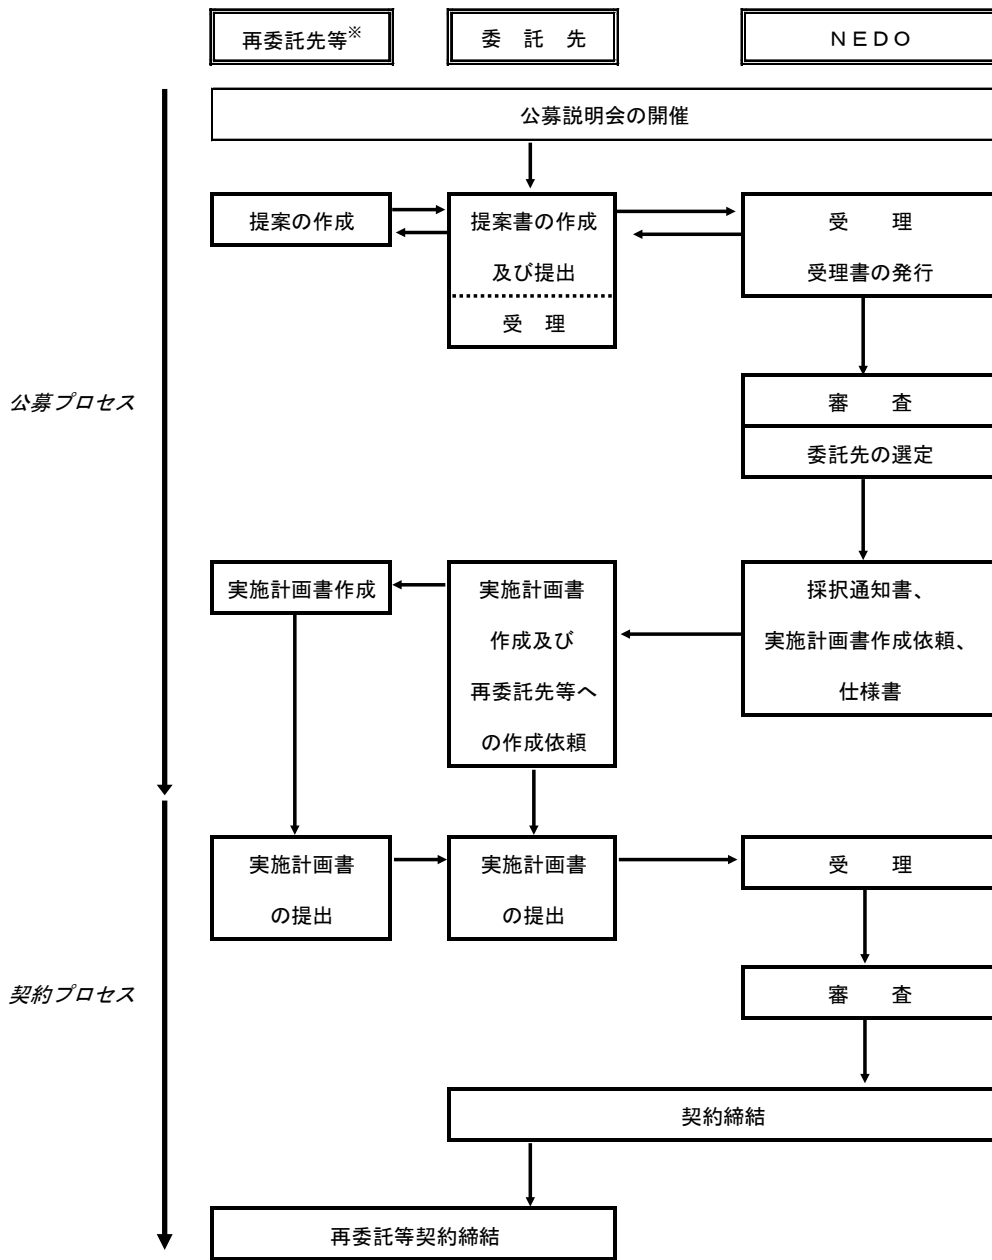 再委託先等※
委 託 先
NEDO
公募説明会の開催
提案の作成
提案書の作成
及び提出
受 理
受 理
受理書の発行
公募プロセス
審 査
委託先の選定
実施計画書作成
実施計画書
作成及び
再委託先等へ
の作成依頼
採択通知書、
実施計画書作成依頼、
仕様書
実施計画書
の提出
実施計画書
の提出
受 理
契約プロセス
審 査
契約締結
再委託等契約締結